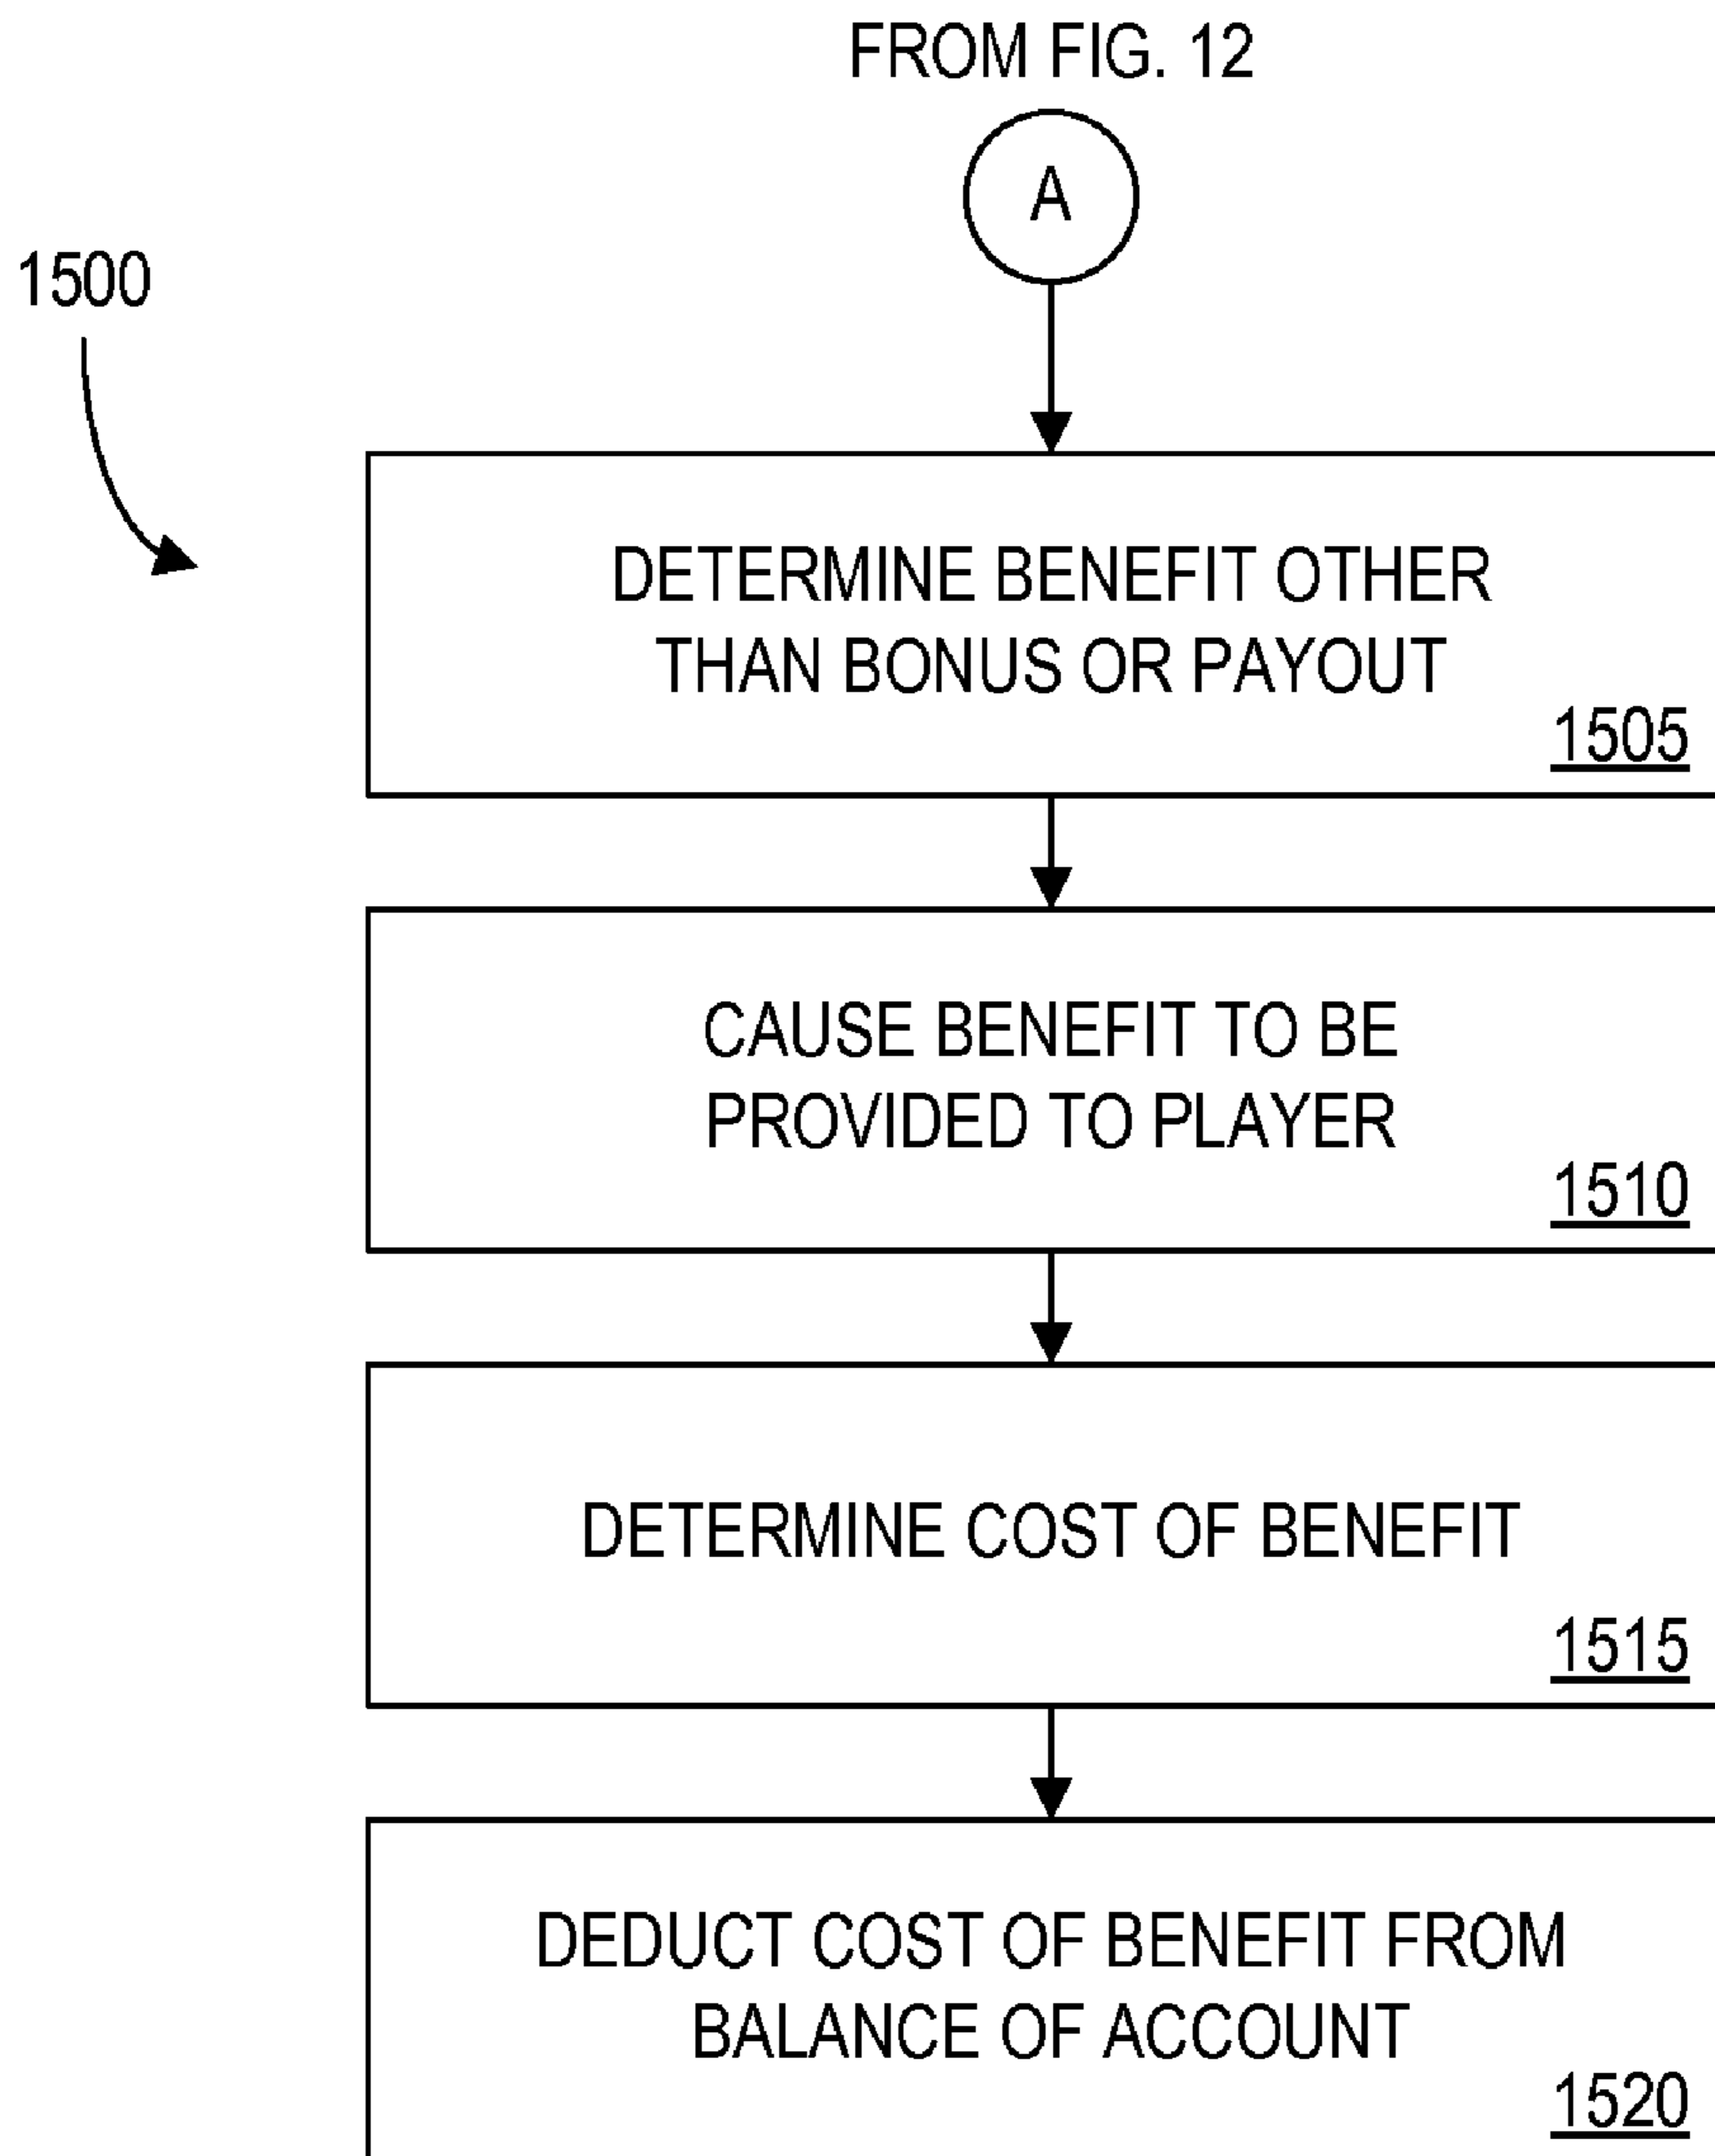 FROM FIG. 12
A
1500
DETERMINE BENEFIT OTHER
THAN BONUS OR PAYOUT
1505
CAUSE BENEFIT TO BE
PROVIDED TO PLAYER
1510
DETERMINE COST OF BENEFIT
1515
DEDUCT COST OF BENEFIT FROM
BALANCE OF ACCOUNT
1520